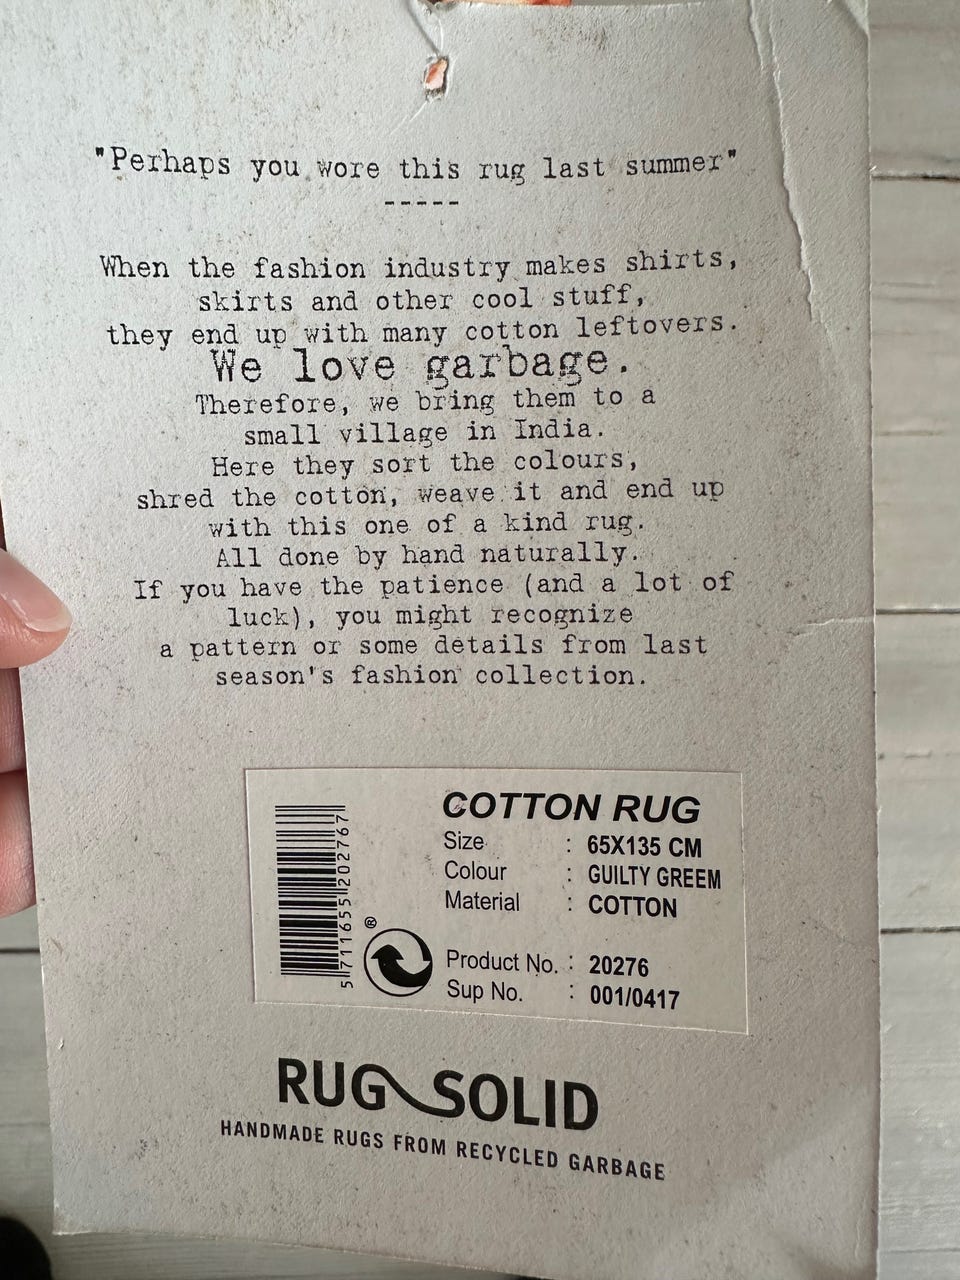 "Perhaps you wore this rug last summer"
-----
When the fashion industry makes shirts,
skirts and other cool stuff,
they end up with many cotton leftovers.
We love garbage.
Therefore, we bring them to a
small village in India.
Here they sort the colours,
shred the cotton, weave it and end up
with this one of a kind rug.
All done by hand naturally.
If you have the patience (and a lot of
luck), you might recognize
a pattern or some details from last
season's fashion collection.
COTTON RUG
Size : 65X135 CM
Colour : GUILTY GREEM
Material : COTTON
Product No. : 20276
Sup No. : 001/0417
5711655202767
®
RUG SOLID
HANDMADE RUGS FROM RECYCLED GARBAGE